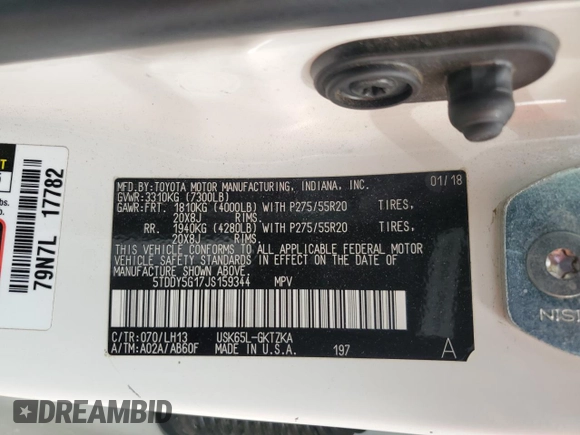 MFD.BY:TOYOTA MOTOR MANUFACTURING, INDIANA, INC. 01/18
GVWR:3310KG (7300LB)
GAWR:FRT. 1810KG (4000LB) WITH P275/55R20 TIRES,
20X8J RIMS.
RR. 1940KG (4280LB) WITH P275/55R20 TIRES,
20X8J RIMS.
THIS VEHICLE CONFORMS TO ALL APPLICABLE FEDERAL MOTOR
VEHICLE SAFETY STANDARDS IN EFFECT ON THE DATE OF
MANUFACTURE SHOWN ABOVE.
5TDDY5G17JS159344 MPV
C/TR:070/LH13 USK65L-GKTZKA
A/TM:A02A/AB60F MADE IN U.S.A. 197 A
79N7L 17782
NISI
DREAMBID